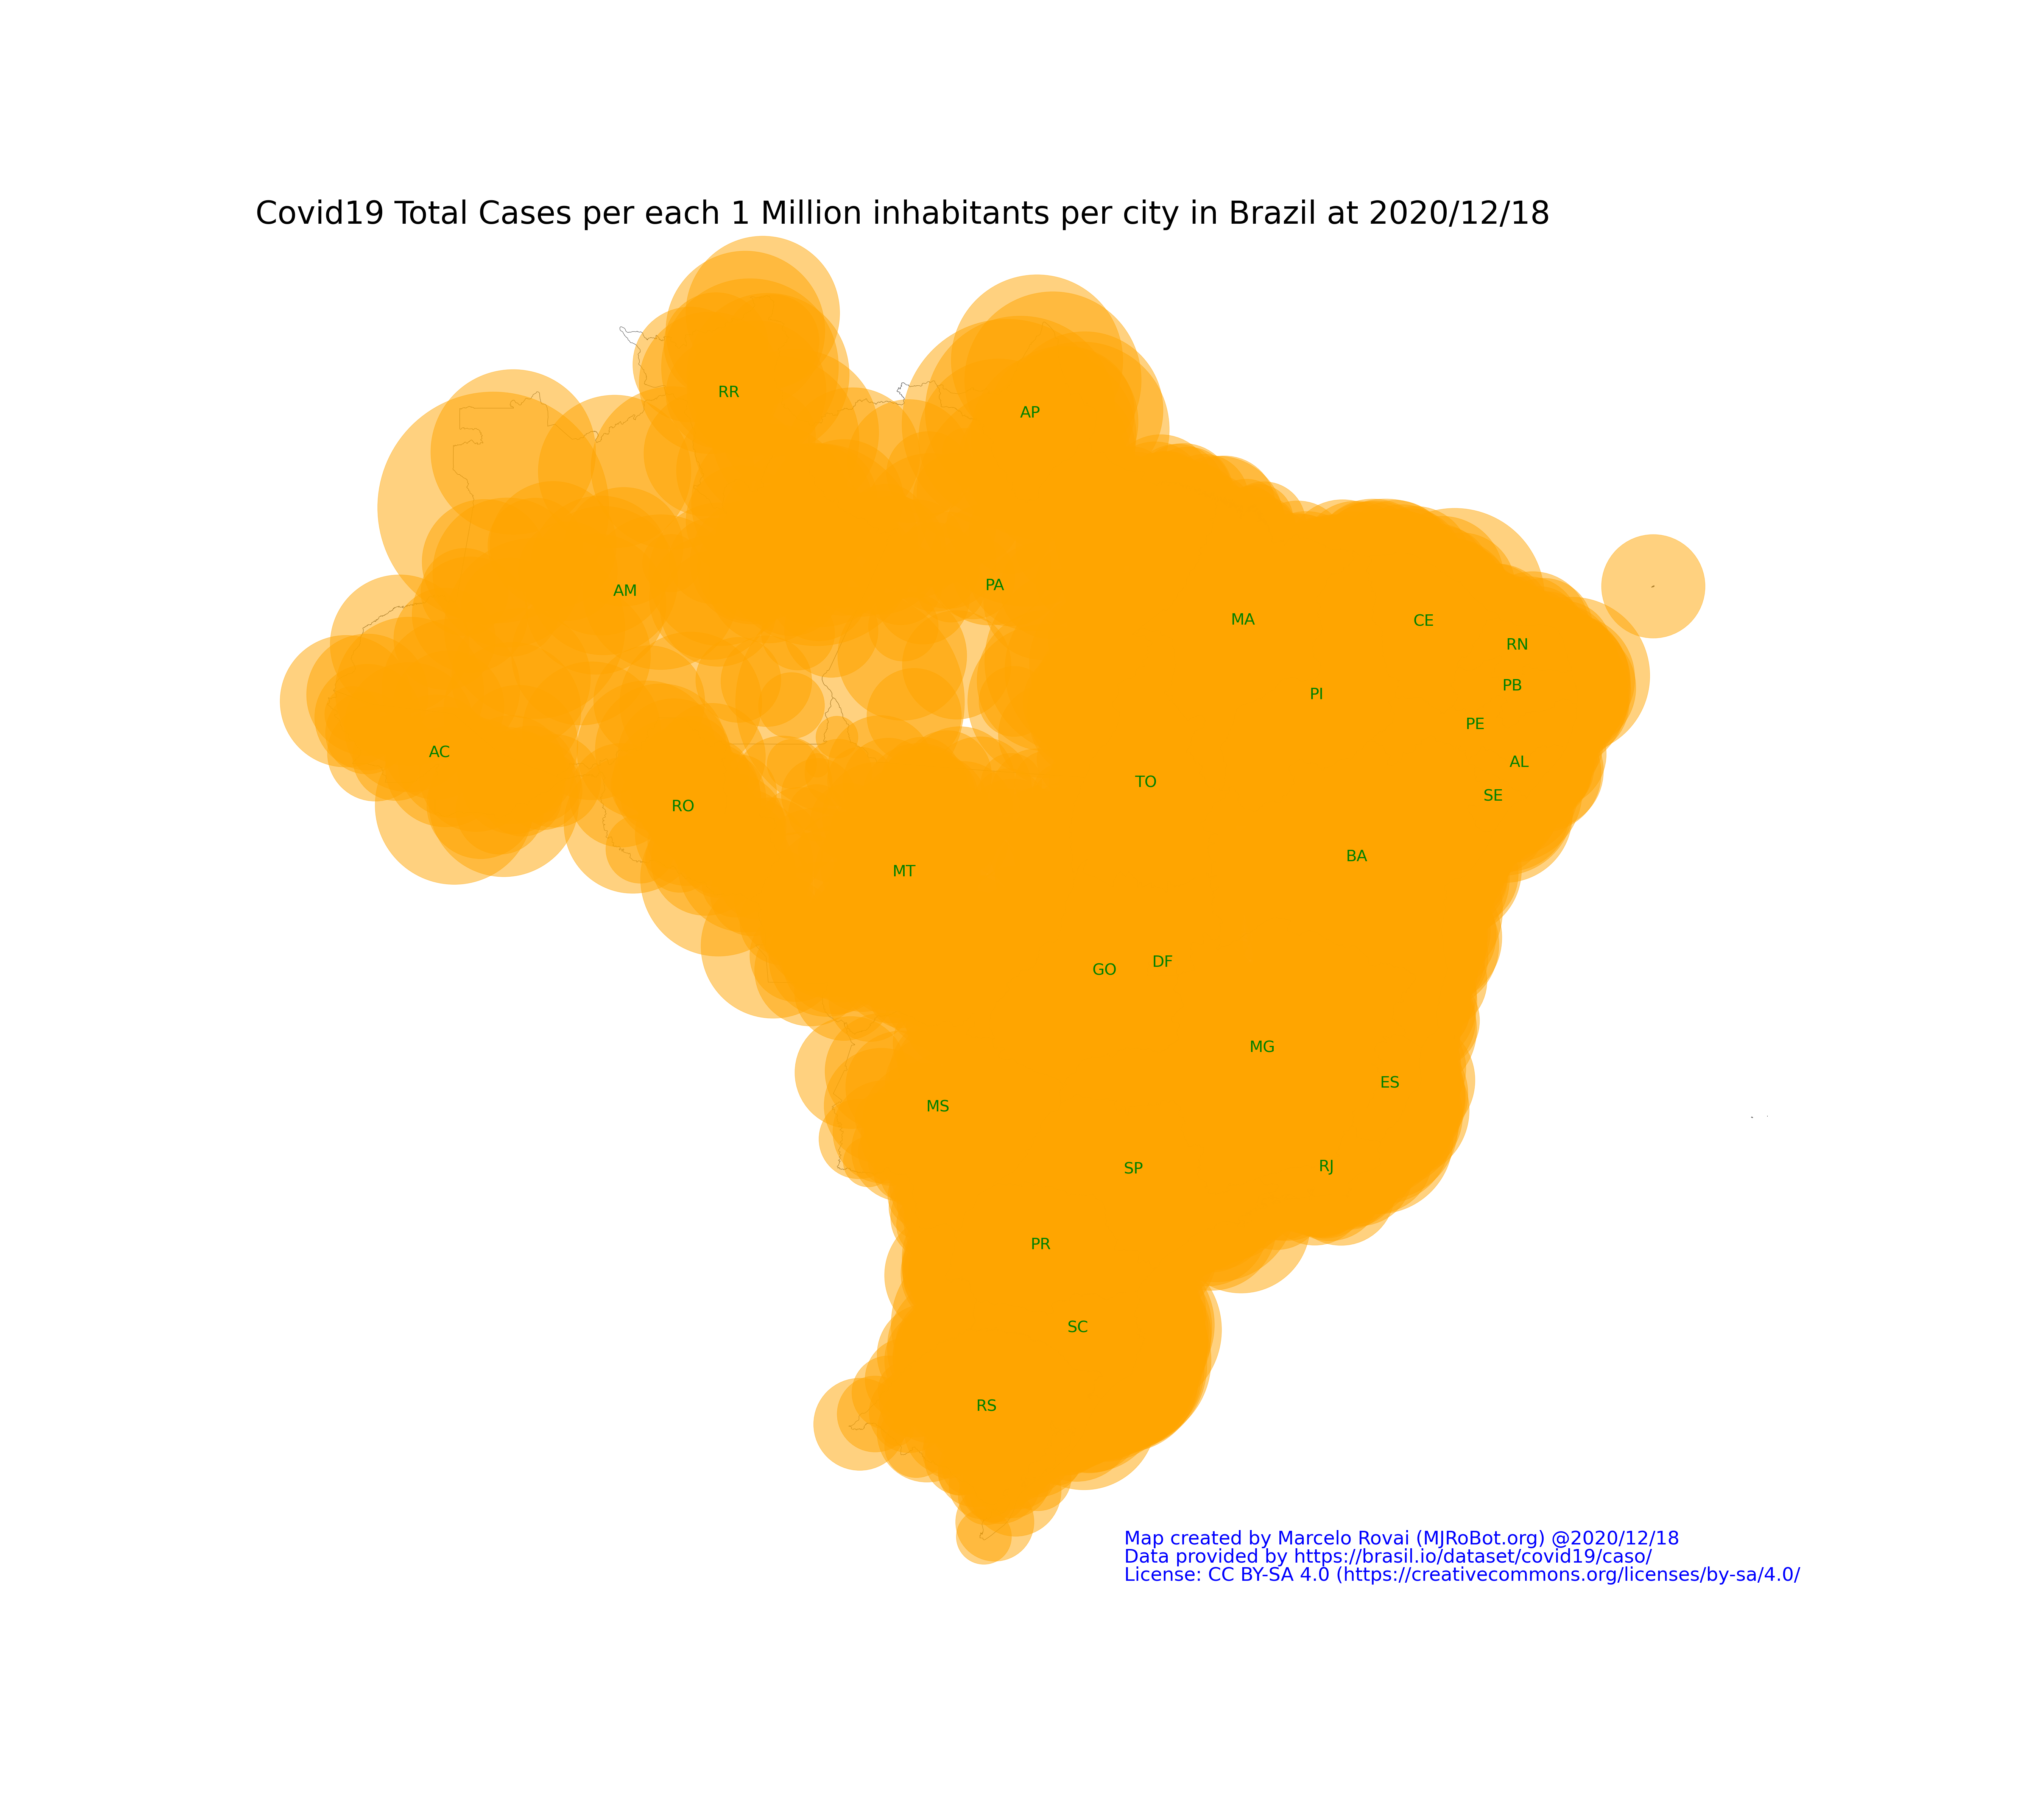 Covid19 Total Cases per each 1 Million inhabitants per city in Brazil at 2020/12/18
RR
AP
PA
AM
MA
CE
RN
PB
PI
PE
AC
AL
TO
SE
RO
BA
MT
DF
GO
MG
ES
MS
RJ
SP
PR
SC
RS
Map created by Marcelo Rovai (MJRoBot.org) @2020/12/18
Data provided by https://brasil.io/dataset/covid19/caso/
License: CC BY-SA 4.0 (https://creativecommons.org/licenses/by-sa/4.0/